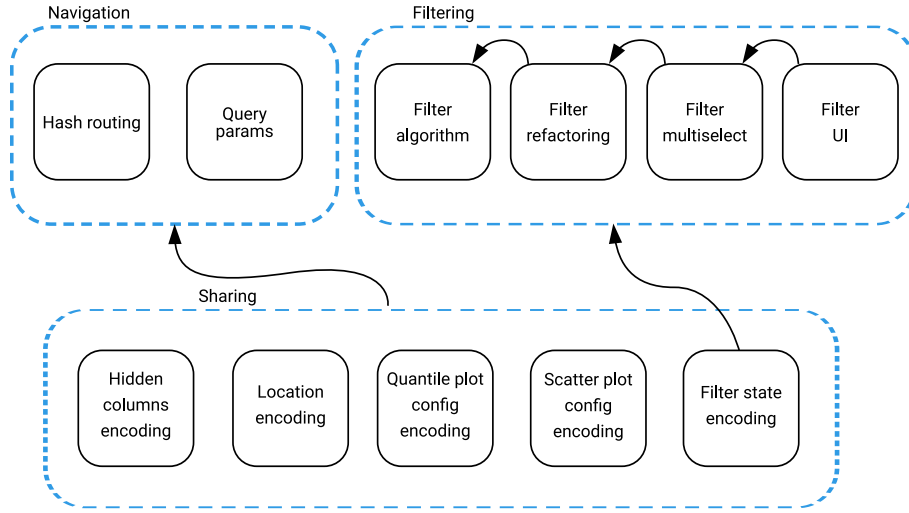 Navigation
Filtering
Hash routing
Query
params
Filter
algorithm
Filter
refactoring
Filter
multiselect
Filter
UI
Sharing
Hidden
columns
encoding
Location
encoding
Quantile plot
config
encoding
Scatter plot
config
encoding
Filter state
encoding